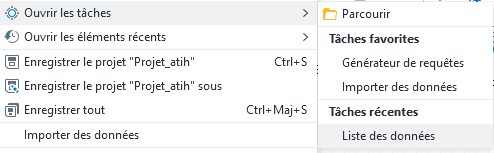 Ouvrir les tâches
Ouvrir les éléments récents
Enregistrer le projet "Projet_atih" Ctrl+S
Enregistrer le projet "Projet_atih" sous
Enregistrer tout Ctrl+Maj+S
Importer des données
Parcourir
Tâches favorites
Générateur de requêtes
Importer des données
Tâches récentes
Liste des données